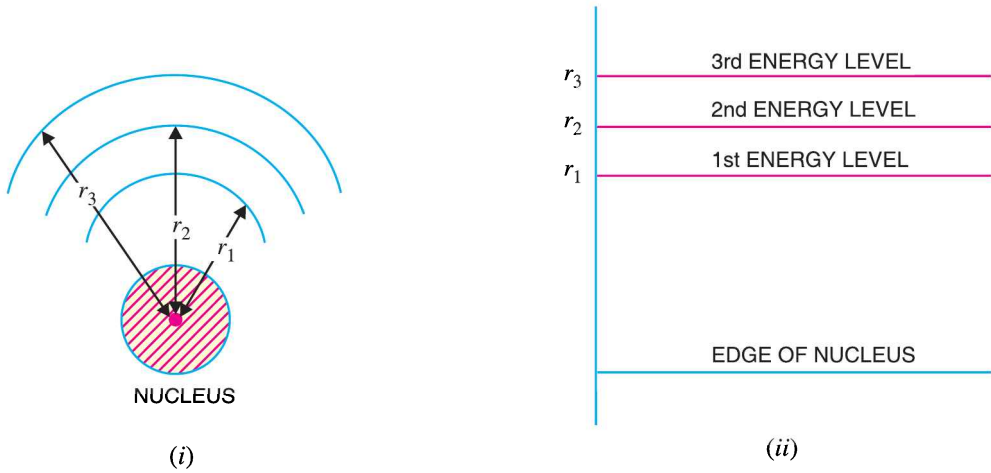 r3
r2
r1
NUCLEUS
(i)
3rd ENERGY LEVEL
r3
2nd ENERGY LEVEL
r2
1st ENERGY LEVEL
r1
EDGE OF NUCLEUS
(ii)